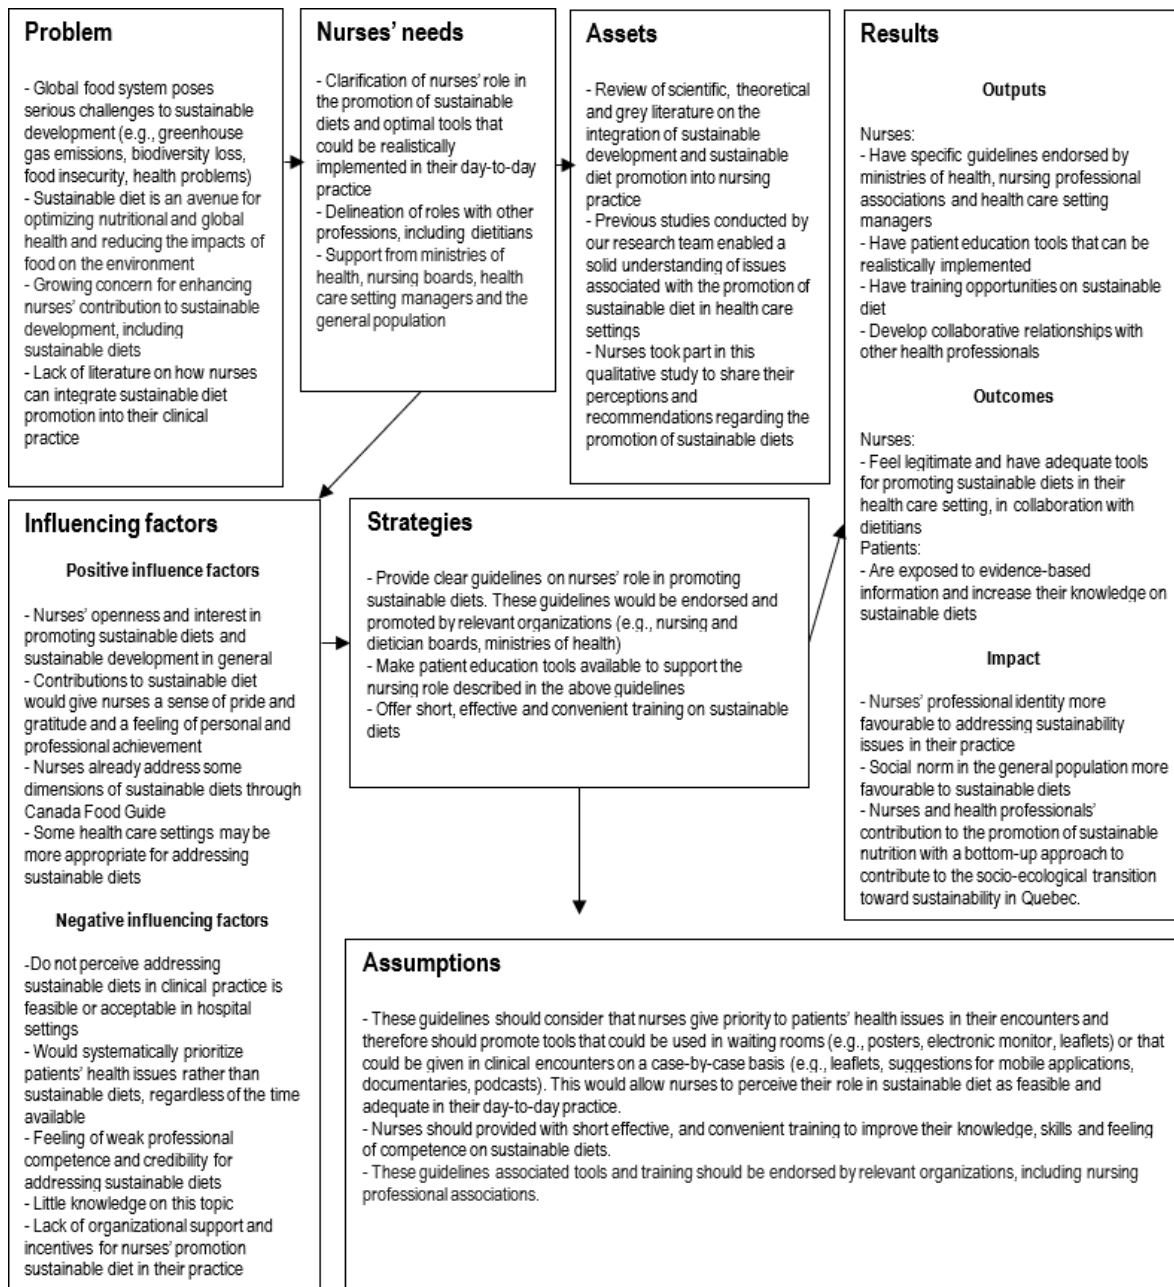 Problem
- Global food system poses
serious challenges to sustainable
development (e.g., greenhouse
gas emissions, biodiversity loss,
food insecurity, health problems)
- Sustainable diet is an avenue for
optimizing nutritional and global
health and reducing the impacts of
food on the environment
- Growing concern for enhancing
nurses' contribution to sustainable
development, including
sustainable diets
- Lack of literature on how nurses
can integrate sustainable diet
promotion into their clinical
practice
Nurses' needs
- Clarification of nurses' role in
the promotion of sustainable
diets and optimal tools that
could be realistically
implemented in their day-to-day
practice
- Delineation of roles with other
professions, including dietitians
- Support from ministries of
health, nursing boards, health
care setting managers and the
general population
Assets
- Review of scientific, theoretical
and grey literature on the
integration of sustainable
development and sustainable
diet promotion into nursing
practice
- Previous studies conducted by
our research team enabled a
solid understanding of issues
associated with the promotion of
sustainable diet in health care
settings
- Nurses took part in this
qualitative study to share their
perceptions and
recommendations regarding the
promotion of sustainable diets
Results
Outputs
Nurses:
- Have specific guidelines endorsed by
ministries of health, nursing professional
associations and health care setting
managers
- Have patient education tools that can be
realistically implemented
- Have training opportunities on sustainable
diet
- Develop collaborative relationships with
other health professionals
Outcomes
Nurses:
- Feel legitimate and have adequate tools
for promoting sustainable diets in their
health care setting, in collaboration with
dietitians
Patients:
- Are exposed to evidence-based
information and increase their knowledge on
sustainable diets
Impact
- Nurses' professional identity more
favourable to addressing sustainability
issues in their practice
- Social norm in the general population more
favourable to sustainable diets
- Nurses and health professionals'
contribution to the promotion of sustainable
nutrition with a bottom-up approach to
contribute to the socio-ecological transition
toward sustainability in Quebec.
Influencing factors
Positive influence factors
- Nurses' openness and interest in
promoting sustainable diets and
sustainable development in general
- Contributions to sustainable diet
would give nurses a sense of pride and
gratitude and a feeling of personal and
professional achievement
- Nurses already address some
dimensions of sustainable diets through
Canada Food Guide
- Some health care settings may be
more appropriate for addressing
sustainable diets
Negative influencing factors
-Do not perceive addressing
sustainable diets in clinical practice is
feasible or acceptable in hospital
settings
- Would systematically prioritize
patients' health issues rather than
sustainable diets, regardless of the time
available
- Feeling of weak professional
competence and credibility for
addressing sustainable diets
- Little knowledge on this topic
- Lack of organizational support and
incentives for nurses' promotion
sustainable diet in their practice
Strategies
- Provide clear guidelines on nurses' role in promoting
sustainable diets. These guidelines would be endorsed and
promoted by relevant organizations (e.g., nursing and
dietician boards, ministries of health)
- Make patient education tools available to support the
nursing role described in the above guidelines
- Offer short, effective and convenient training on sustainable
diets
Assumptions
- These guidelines should consider that nurses give priority to patients' health issues in their encounters and
therefore should promote tools that could be used in waiting rooms (e.g., posters, electronic monitor, leaflets) or that
could be given in clinical encounters on a case-by-case basis (e.g., leaflets, suggestions for mobile applications,
documentaries, podcasts). This would allow nurses to perceive their role in sustainable diet as feasible and
adequate in their day-to-day practice.
- Nurses should provided with short effective, and convenient training to improve their knowledge, skills and feeling
of competence on sustainable diets.
- These guidelines associated tools and training should be endorsed by relevant organizations, including nursing
professional associations.